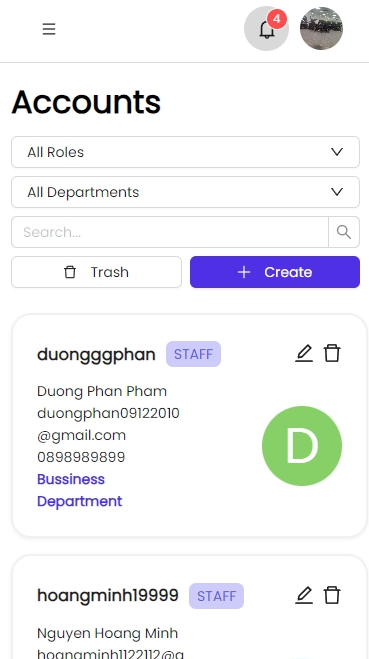 4
Accounts
All Roles
All Departments
Search...
Trash
Create
duongggphan STAFF
Duong Phan Pham
duongphan09122010
@gmail.com
0898989899
Bussiness
Department
D
hoangminh19999 STAFF
Nguyen Hoang Minh
hoangminh1122112@g